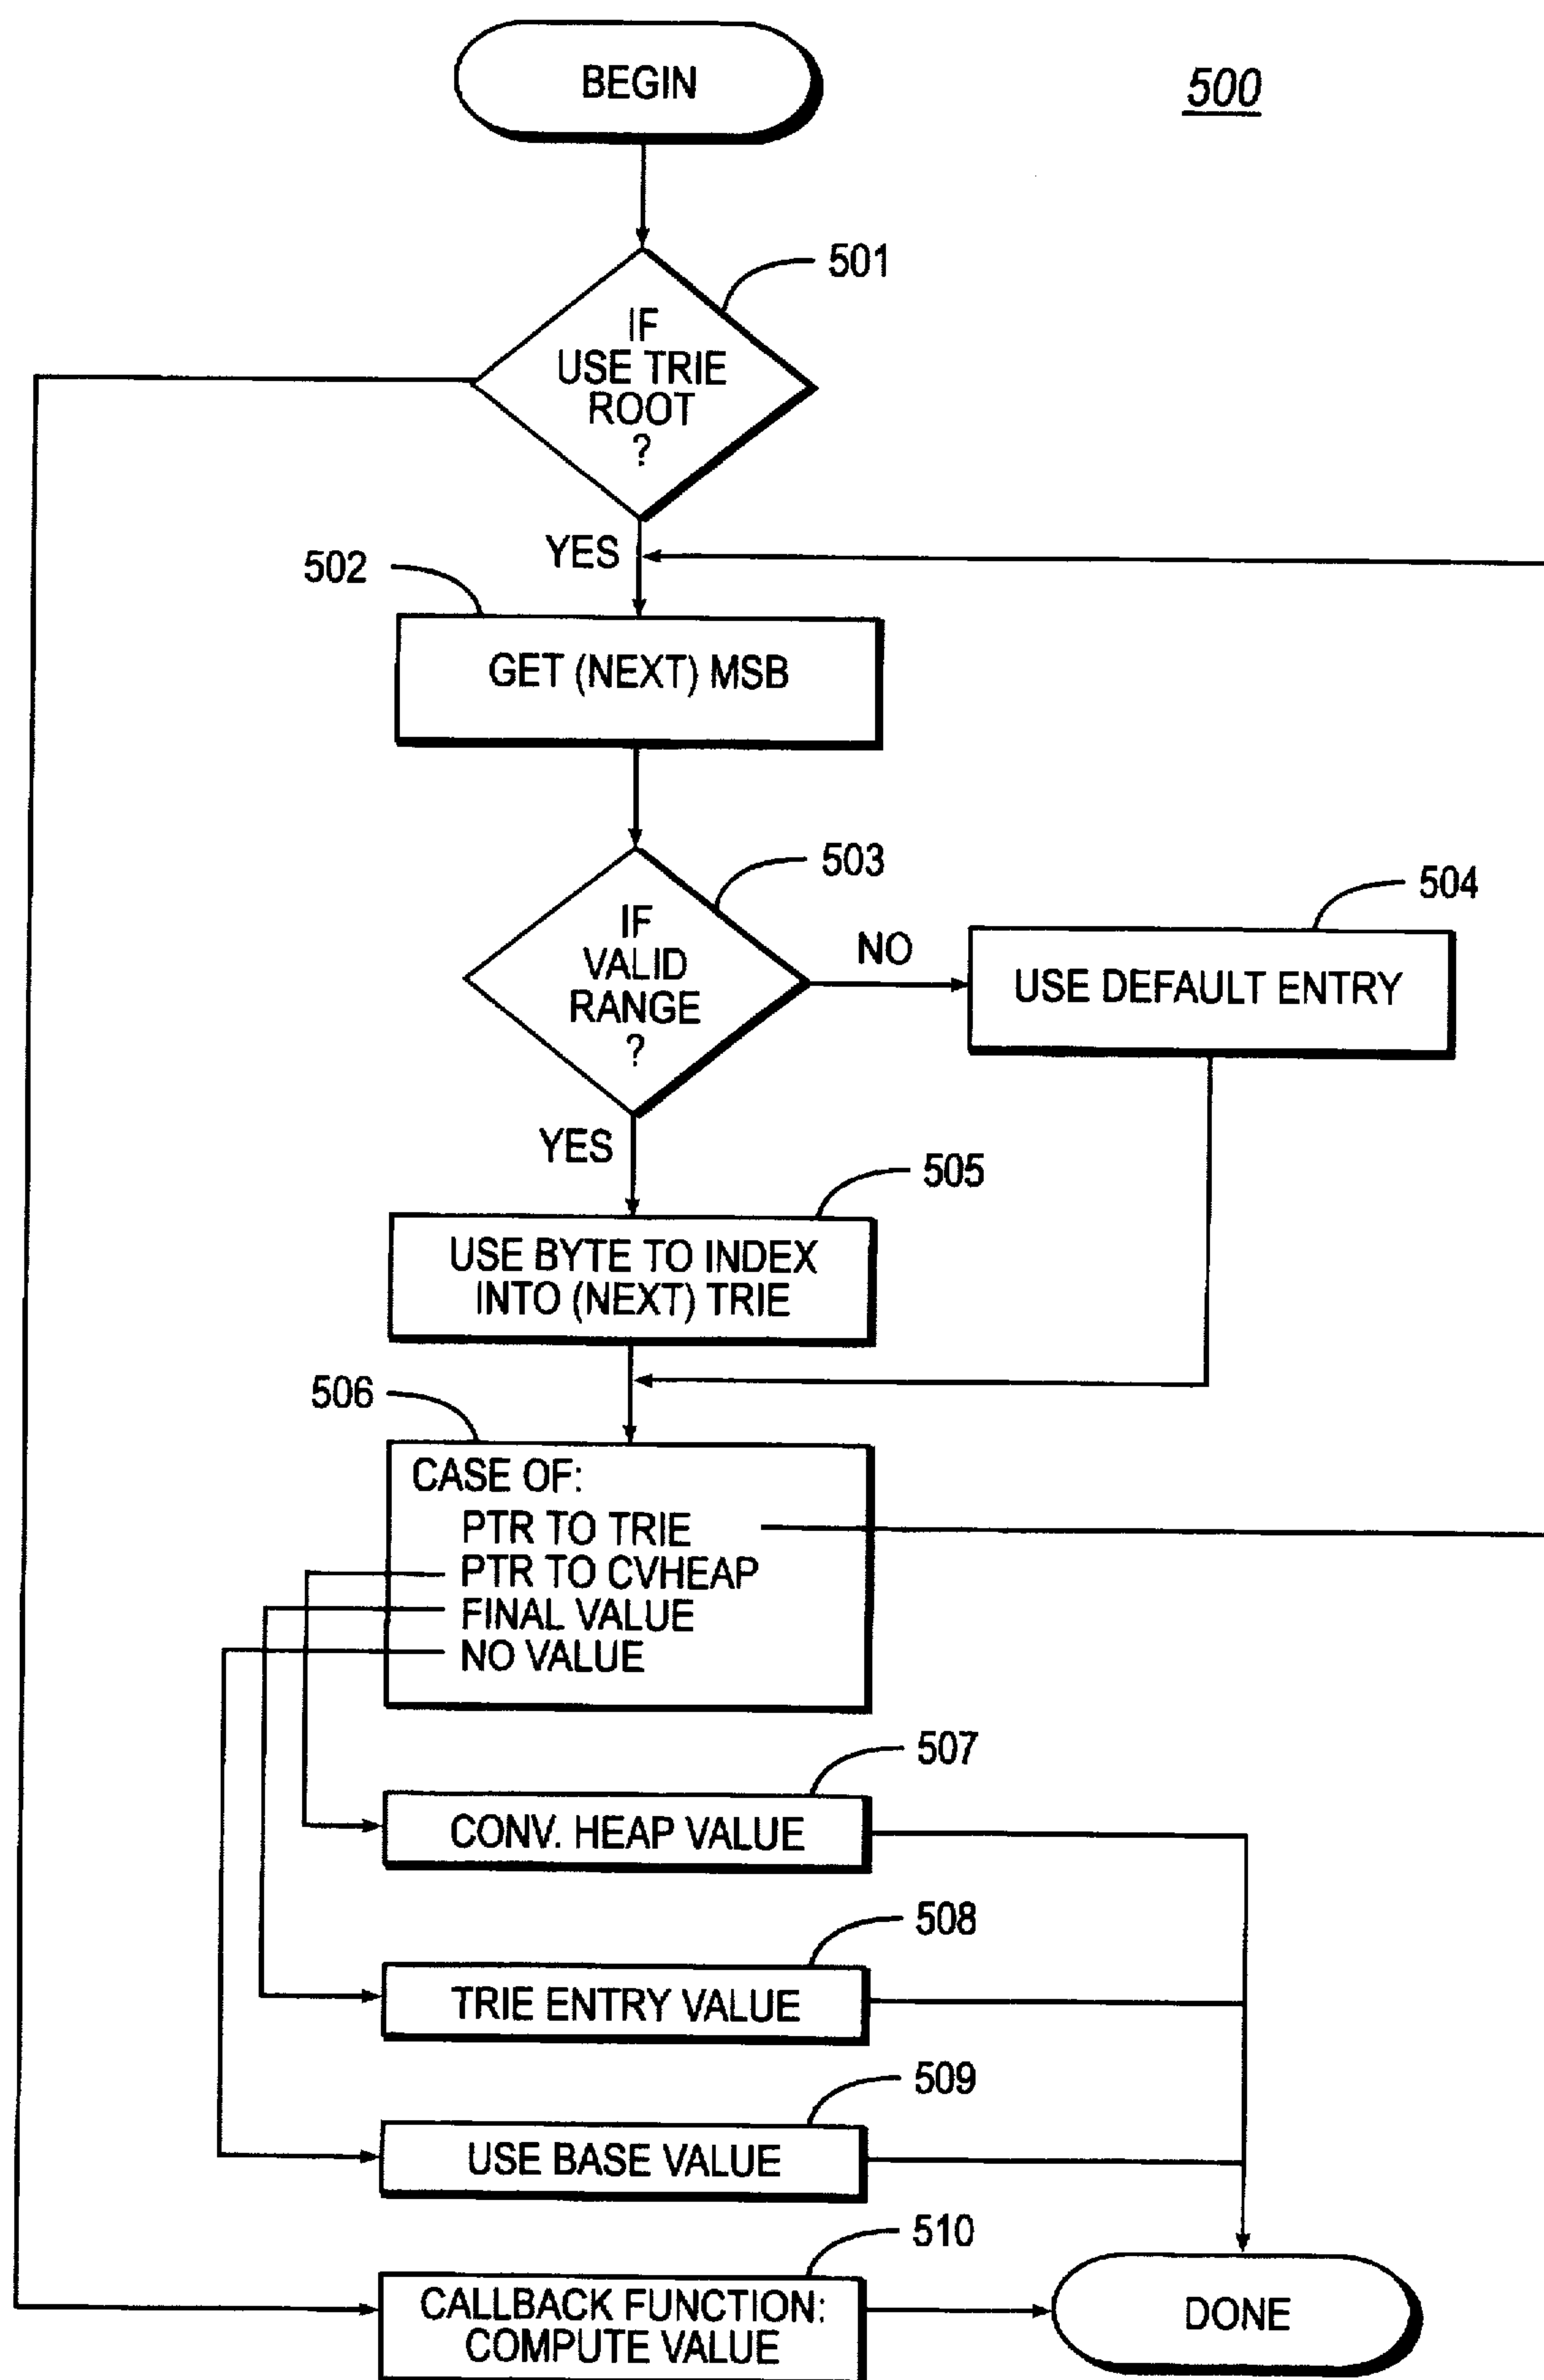 BEGIN
500
501
IF
USE TRIE
ROOT
?
YES
502
GET (NEXT) MSB
503
IF
VALID
RANGE
?
NO
504
USE DEFAULT ENTRY
YES
505
USE BYTE TO INDEX
INTO (NEXT) TRIE
506
CASE OF:
PTR TO TRIE
PTR TO CVHEAP
FINAL VALUE
NO VALUE
507
CONV. HEAP VALUE
508
TRIE ENTRY VALUE
509
USE BASE VALUE
510
CALLBACK FUNCTION:
COMPUTE VALUE
DONE